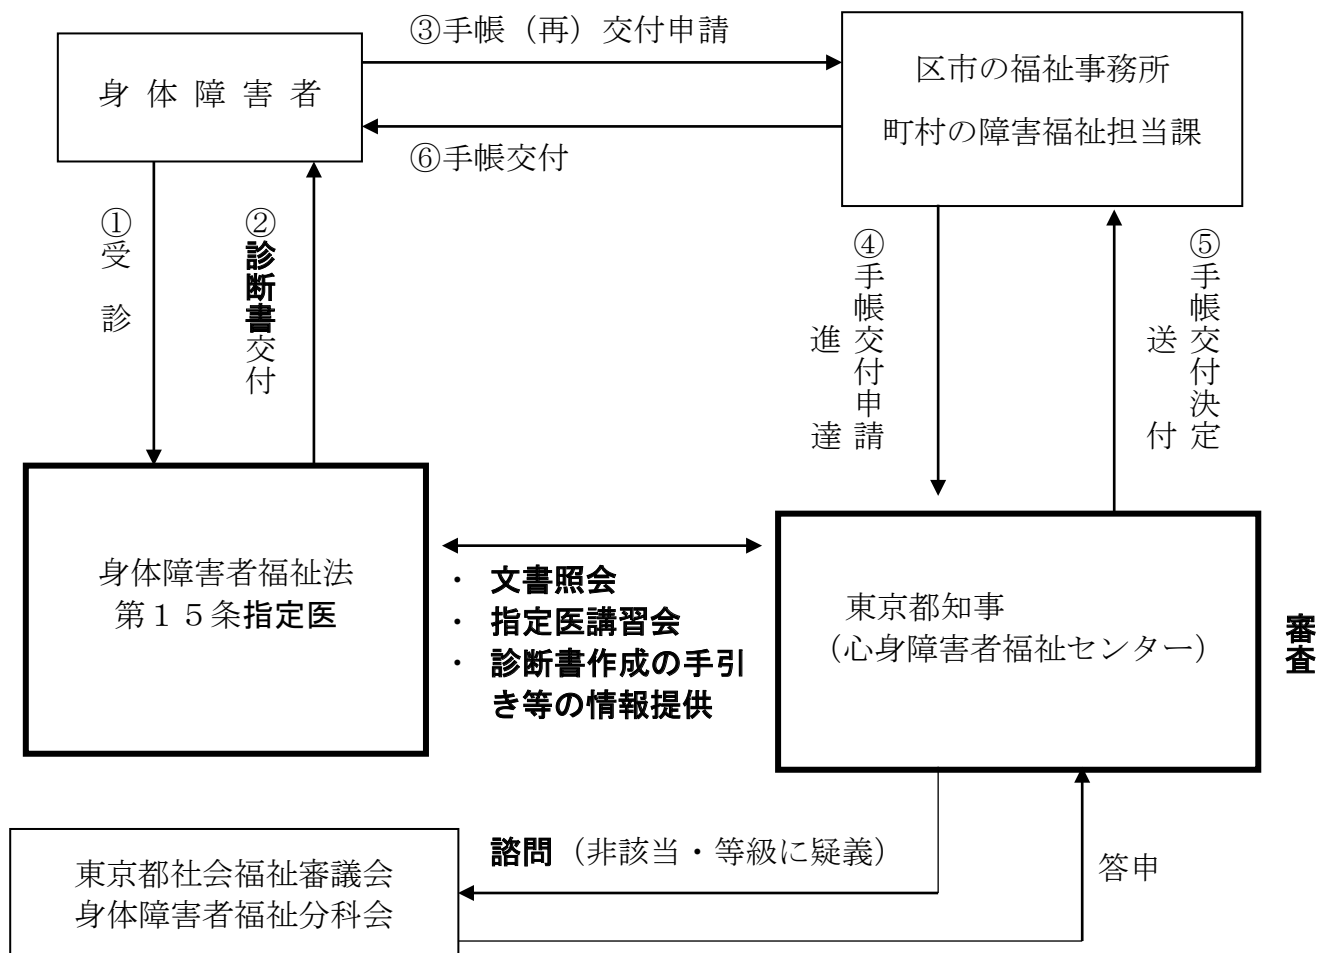 ③手帳（再）交付申請
身体障害者
区市の福祉事務所
町村の障害福祉担当課
⑥手帳交付
①受診
②診断書交付
④手帳交付申請
進達
⑤手帳交付決定
送付
身体障害者福祉法
第１５条指定医
・ 文書照会
・ 指定医講習会
・ 診断書作成の手引
き等の情報提供
東京都知事
（心身障害者福祉センター）
審査
諮問（非該当・等級に疑義）
答申
東京都社会福祉審議会
身体障害者福祉分科会